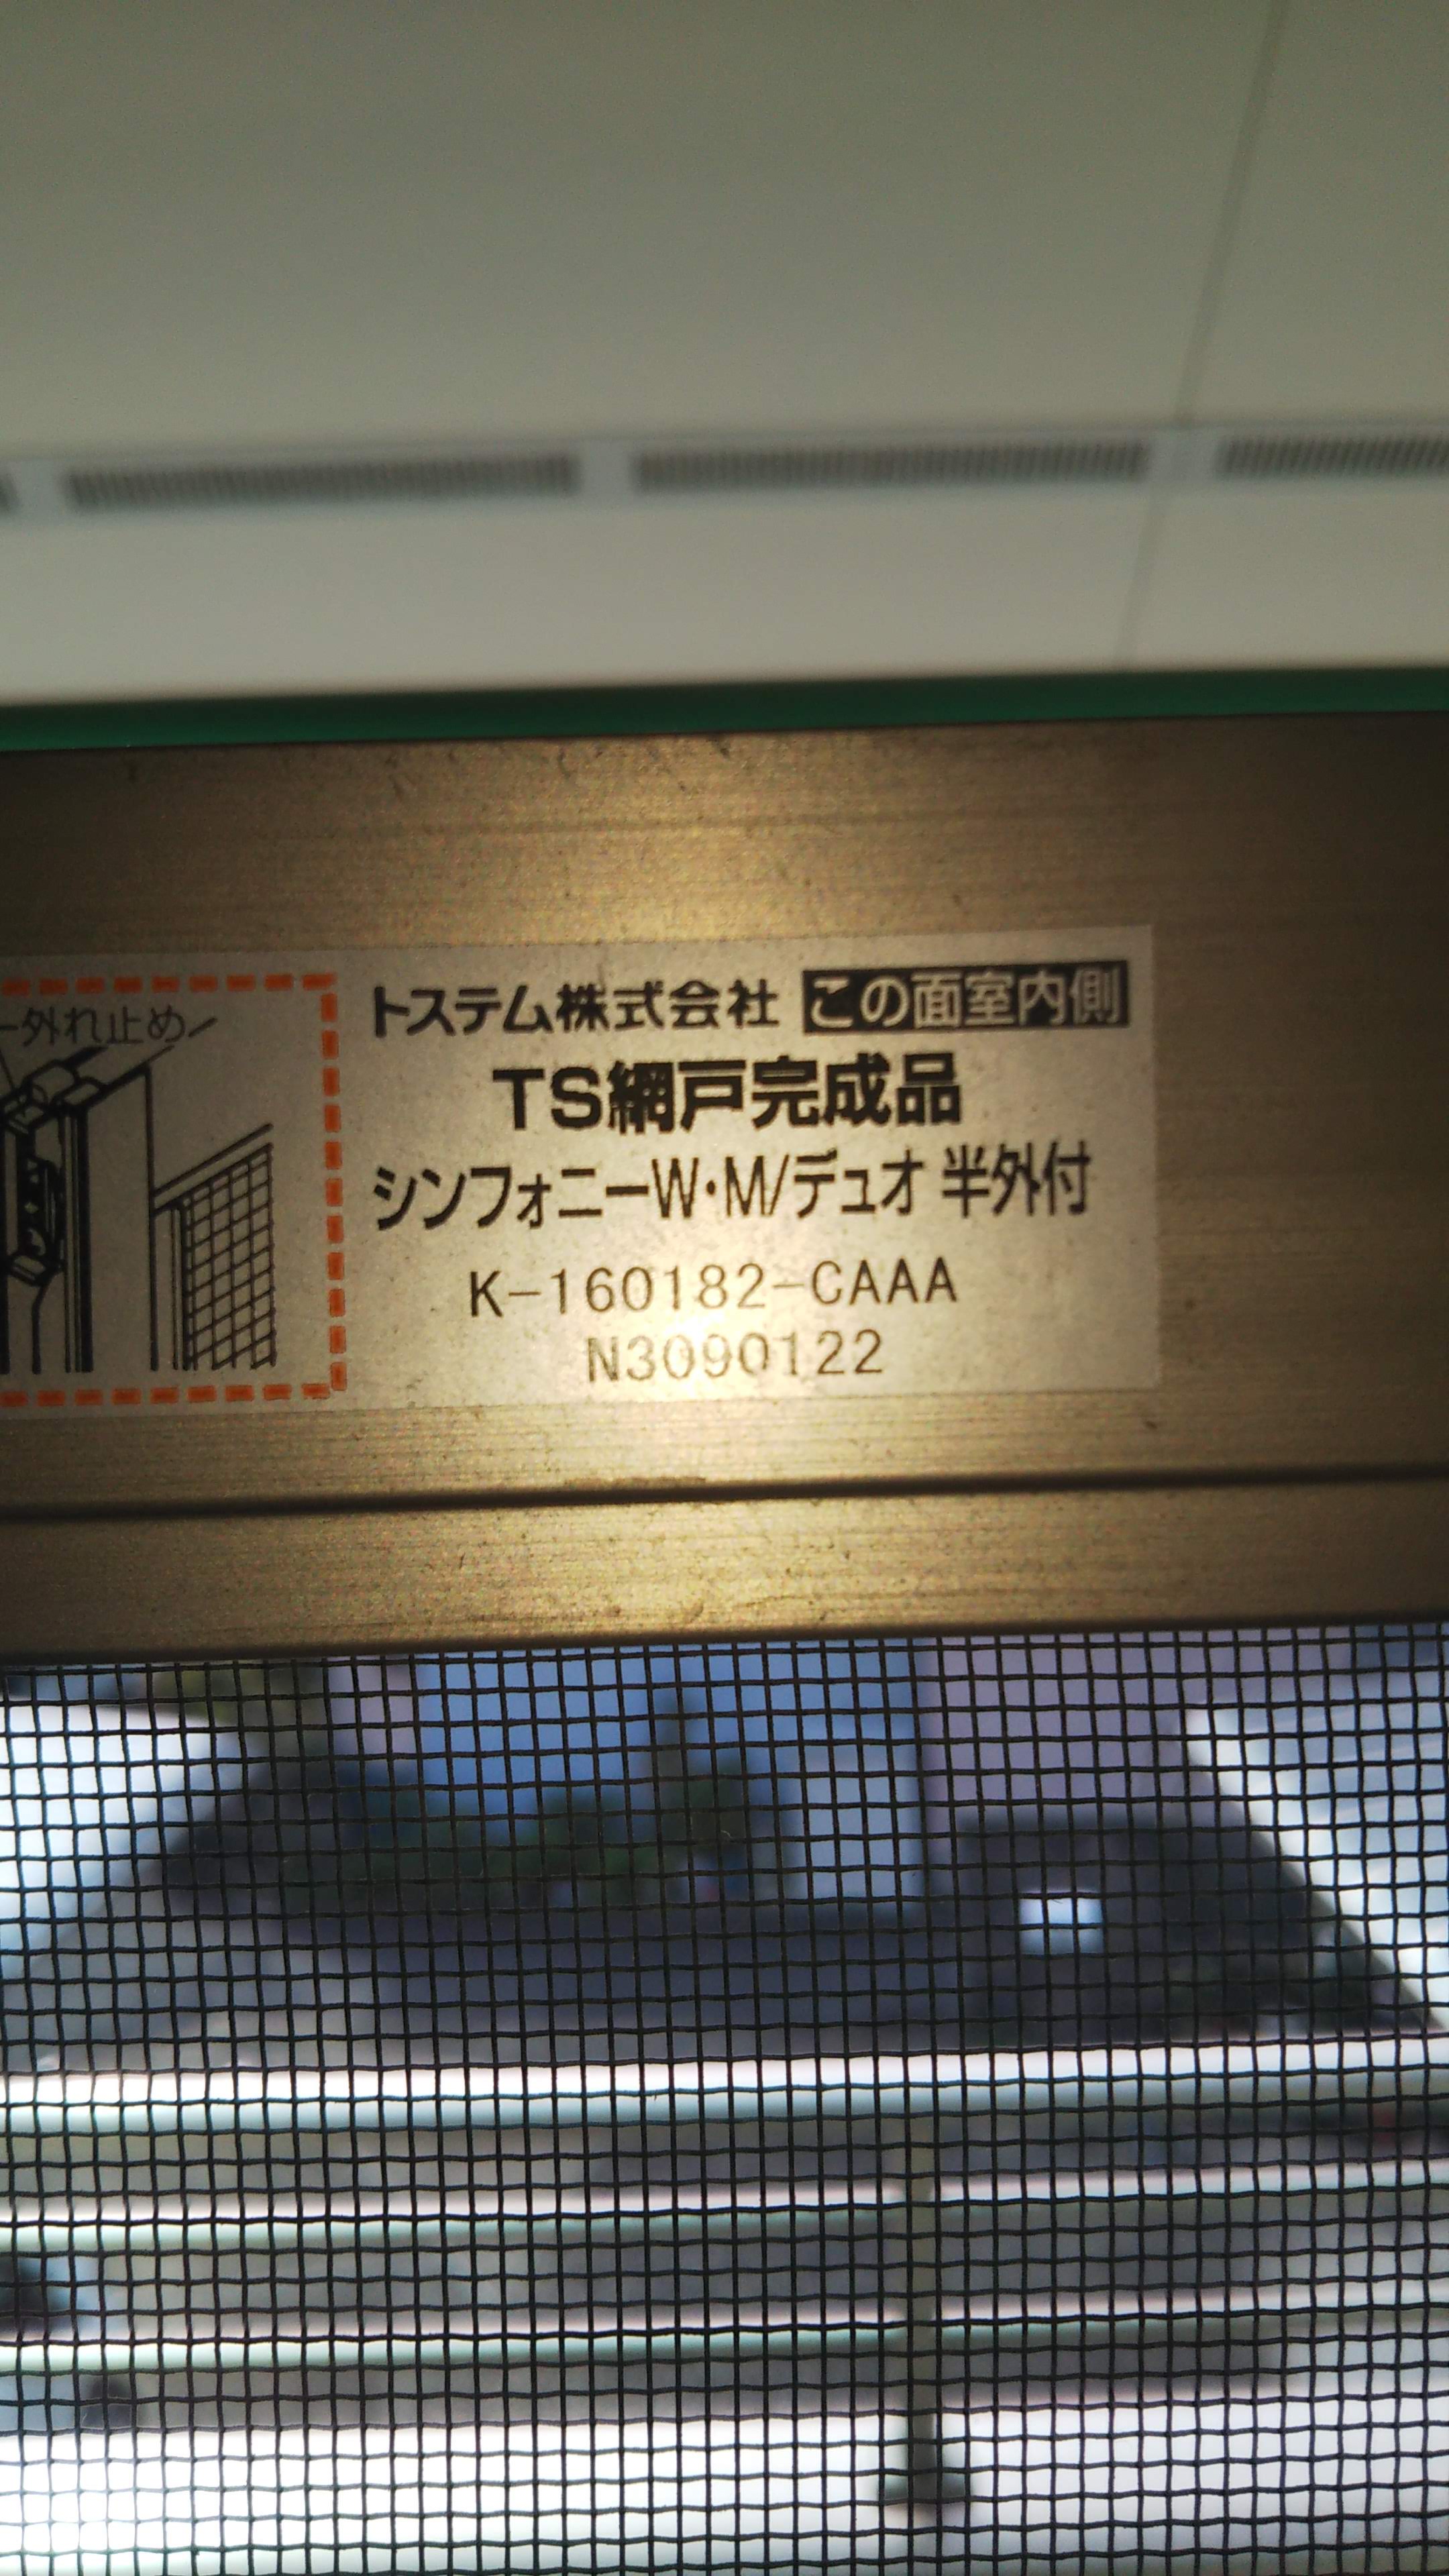 外れ止め
トステム株式会社 この面室内側
TS網戸完成品
シンフォニーW・M/デュオ 半外付
K-160182-CAAA
N3090122